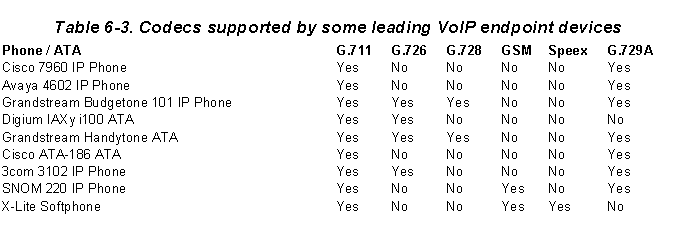 Table 6-3. Codecs supported by some leading VoIP endpoint devices
Phone / ATA G.711 G.726 G.728 GSM Speex G.729A
Cisco 7960 IP Phone Yes No No No No Yes
Avaya 4602 IP Phone Yes No No No No Yes
Grandstream Budgetone 101 IP Phone Yes Yes Yes No No Yes
Digium IAXy i100 ATA Yes Yes No No No No
Grandstream Handytone ATA Yes Yes Yes No No Yes
Cisco ATA-186 ATA Yes No No No No Yes
3com 3102 IP Phone Yes Yes No No No Yes
SNOM 220 IP Phone Yes No No Yes No Yes
X-Lite Softphone Yes No No Yes Yes No